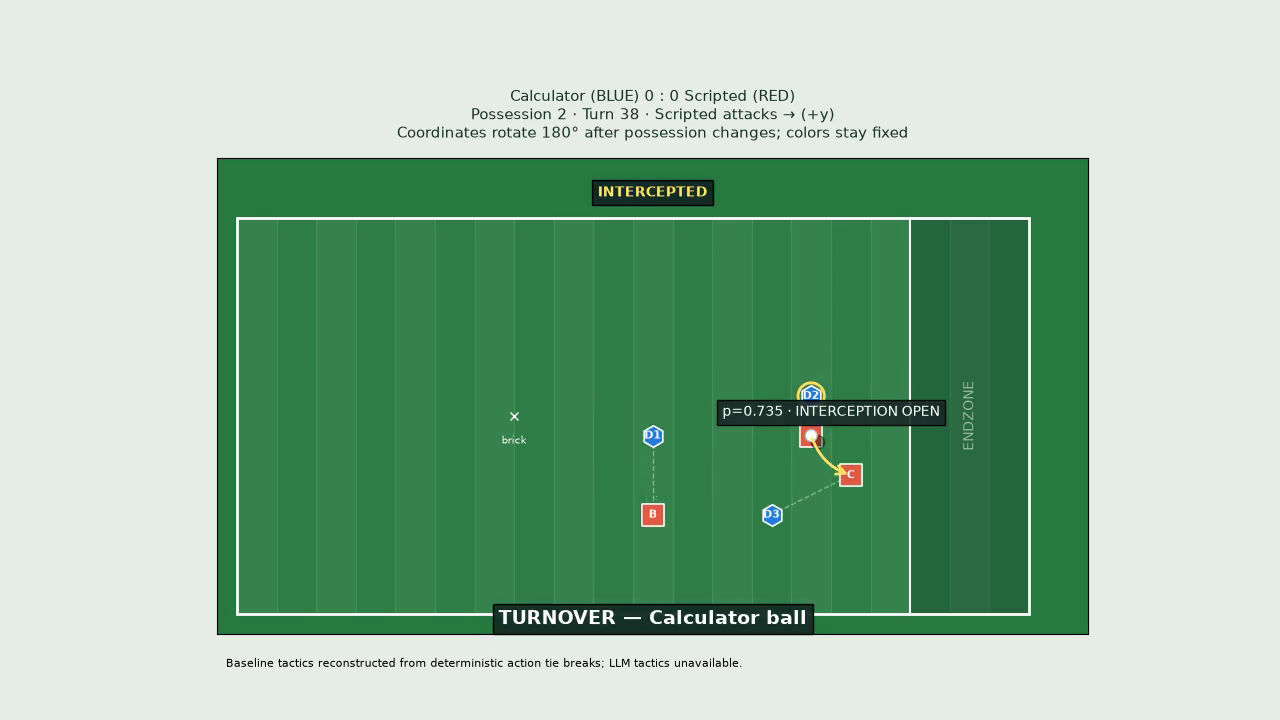 Calculator (BLUE) 0 : 0 Scripted (RED)
Possession 2 · Turn 38 · Scripted attacks → (+y)
Coordinates rotate 180° after possession changes; colors stay fixed
INTERCEPTED
D2
p=0.735 · INTERCEPTION OPEN
ENDZONE
brick
D1
C
B
D3
TURNOVER — Calculator ball
Baseline tactics reconstructed from deterministic action tie breaks; LLM tactics unavailable.